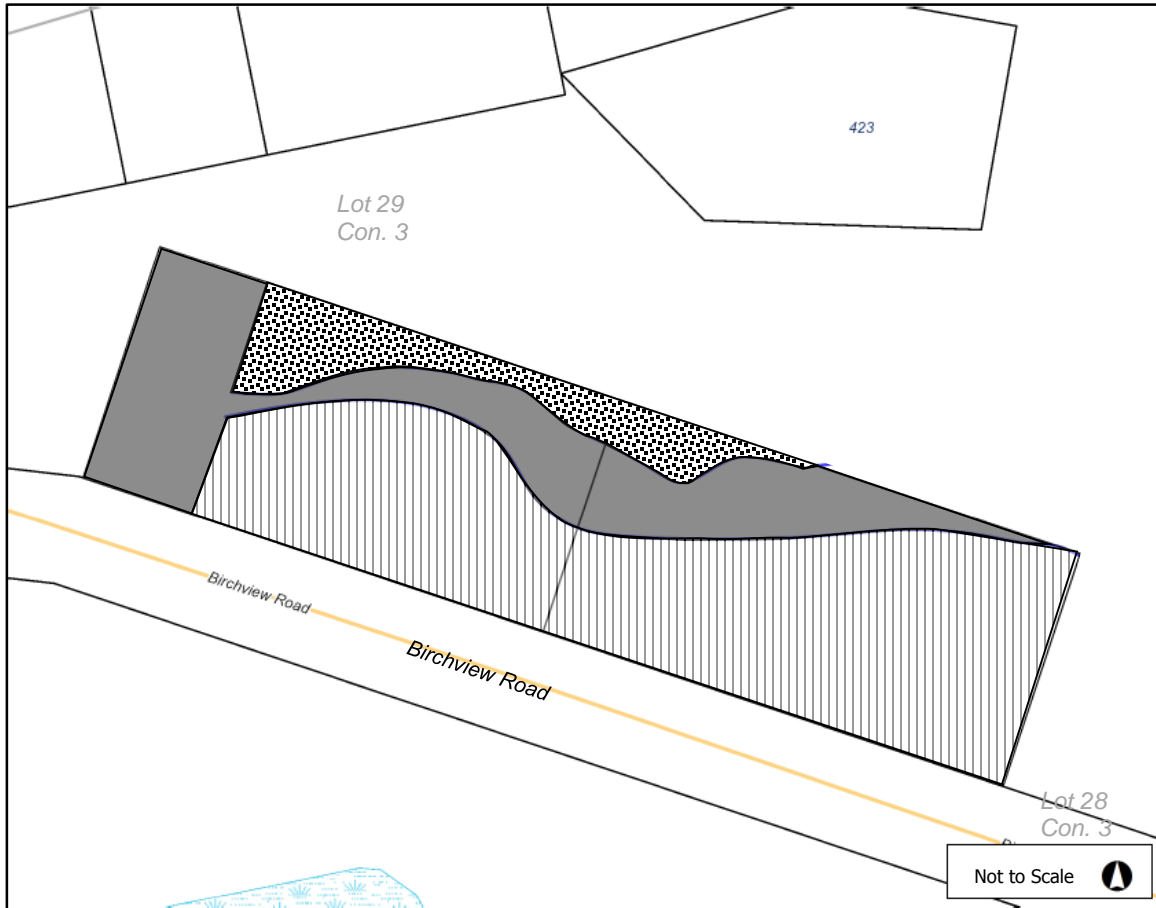 423
Lot 29
Con. 3
Birchview Road
Birchview Road
Lot 28
Con. 3
Not to Scale